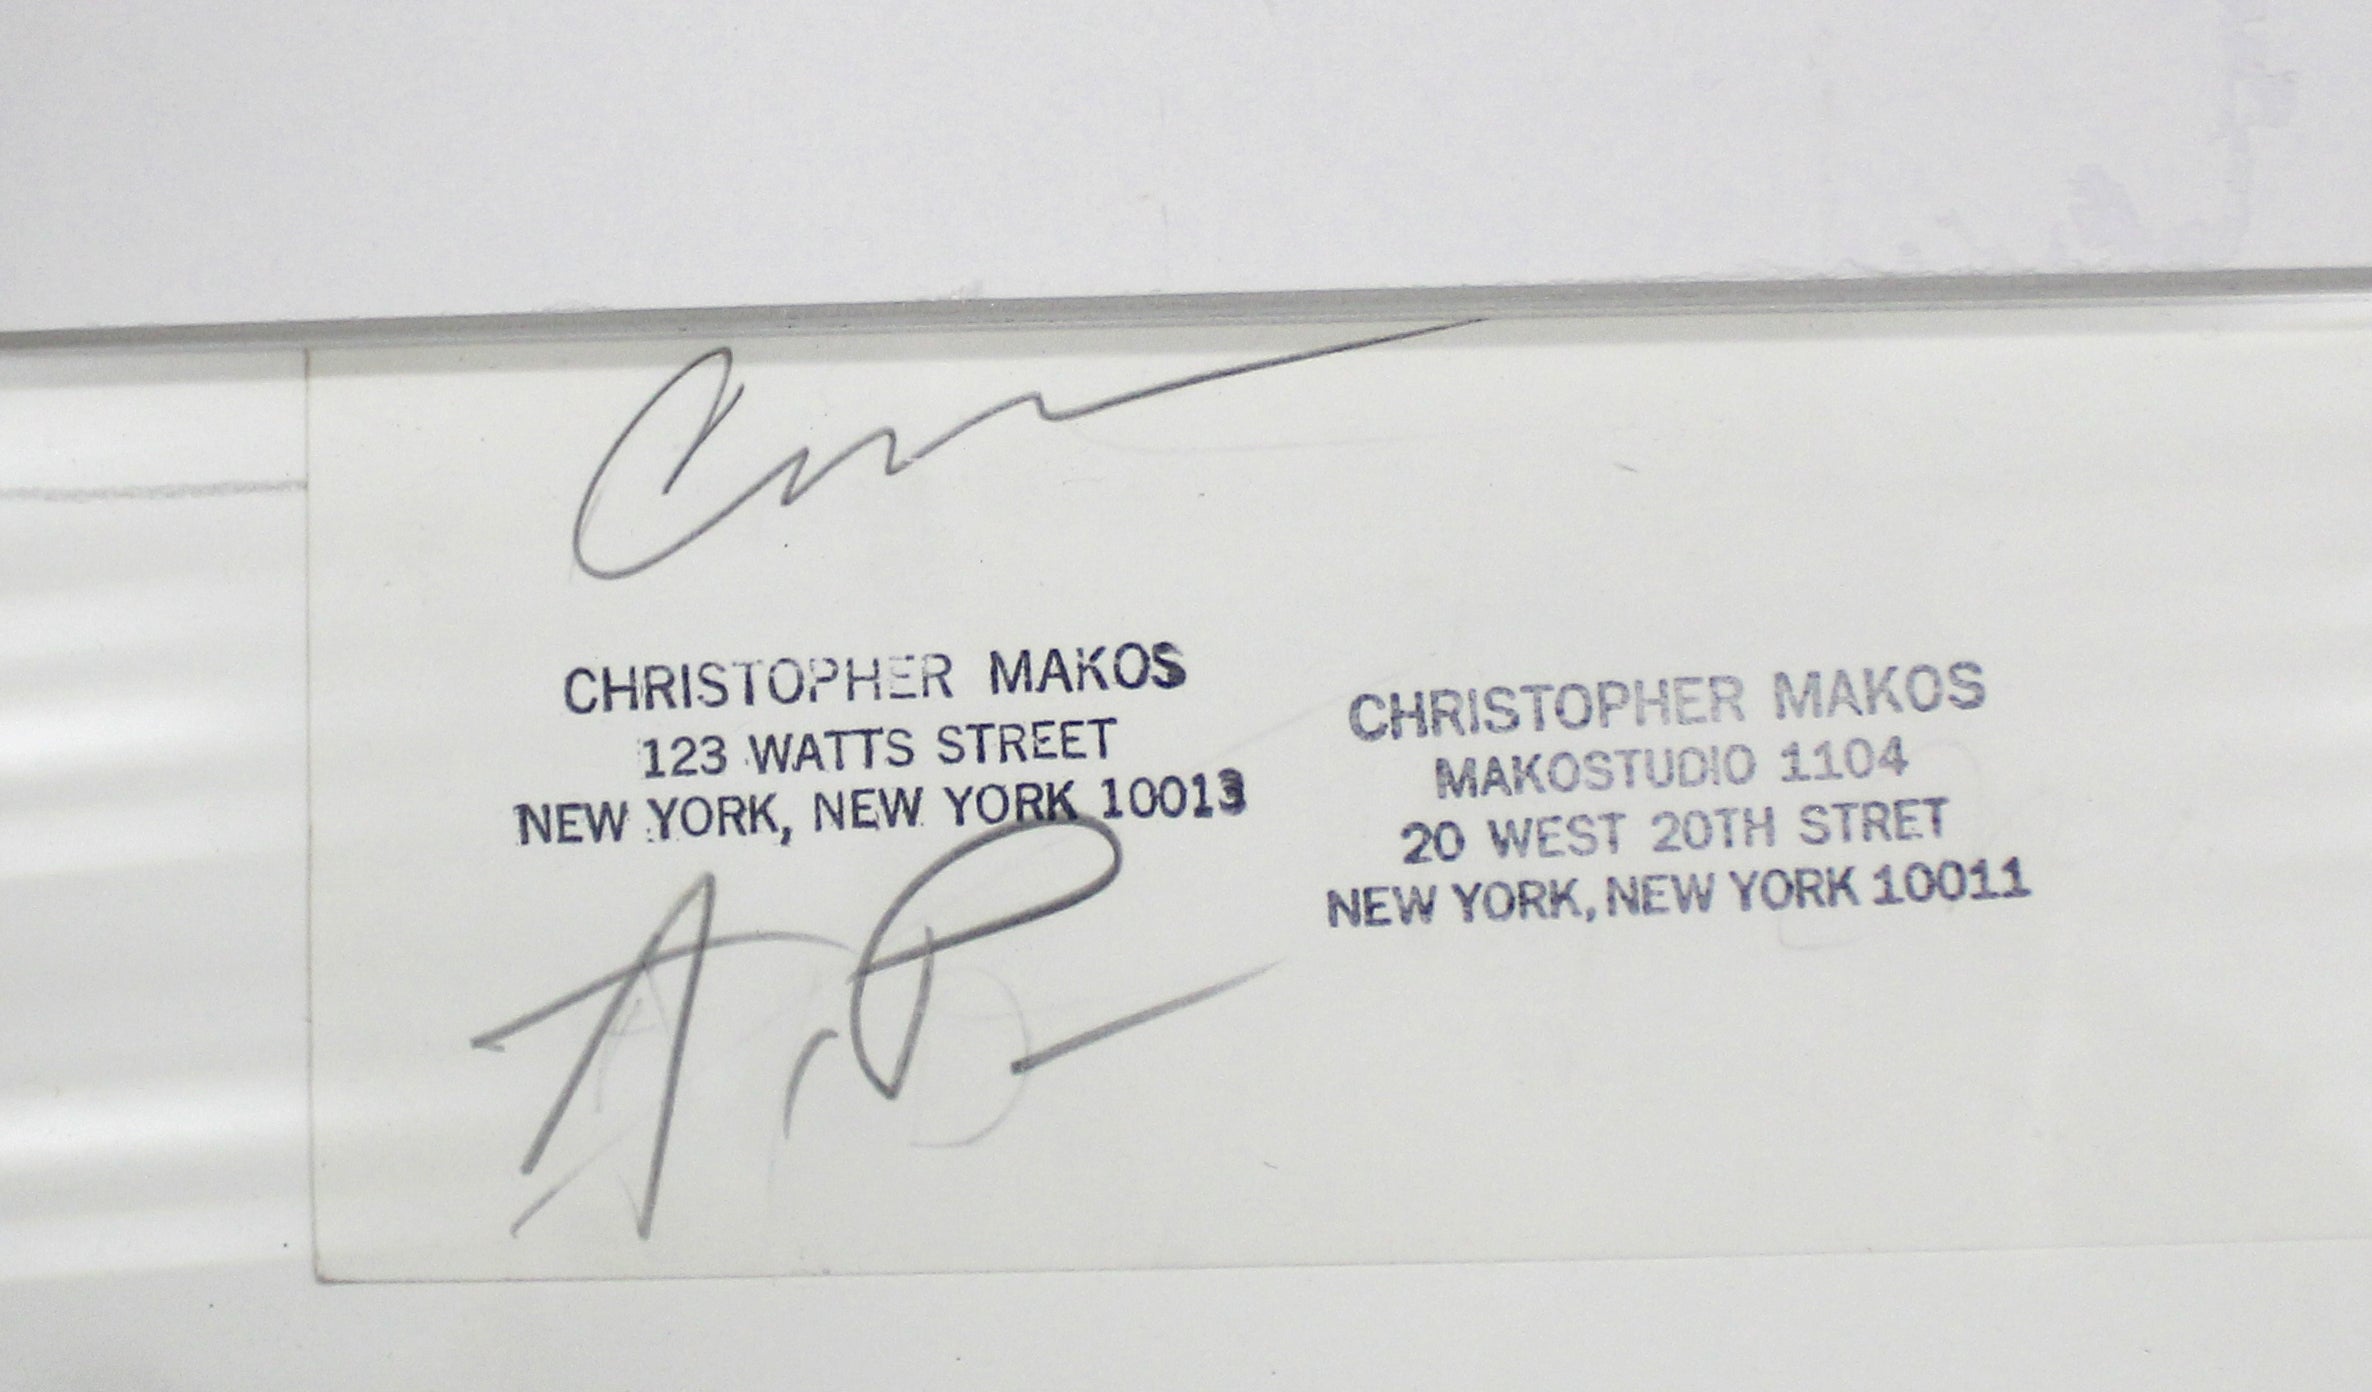 CHRISTOPHER MAKOS
123 WATTS STREET
NEW YORK, NEW YORK 10013
CHRISTOPHER MAKOS
MAKOSTUDIO 1104
20 WEST 20TH STRET
NEW YORK, NEW YORK 10011